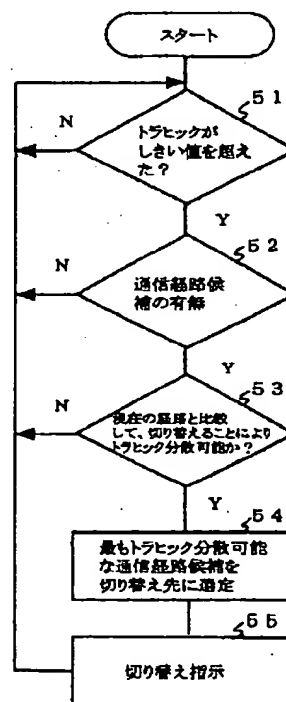 スタート
51
トラヒックが
しきい値を超え
た?
N
Y
52
通信経路候
補の有無
N
Y
53
現在の経路と比較
して、切り替えることにより
トラヒック分散可能か?
N
Y
54
最もトラヒック分散可能
な通信経路候補を
切り替え先に選定
55
切り替え指示